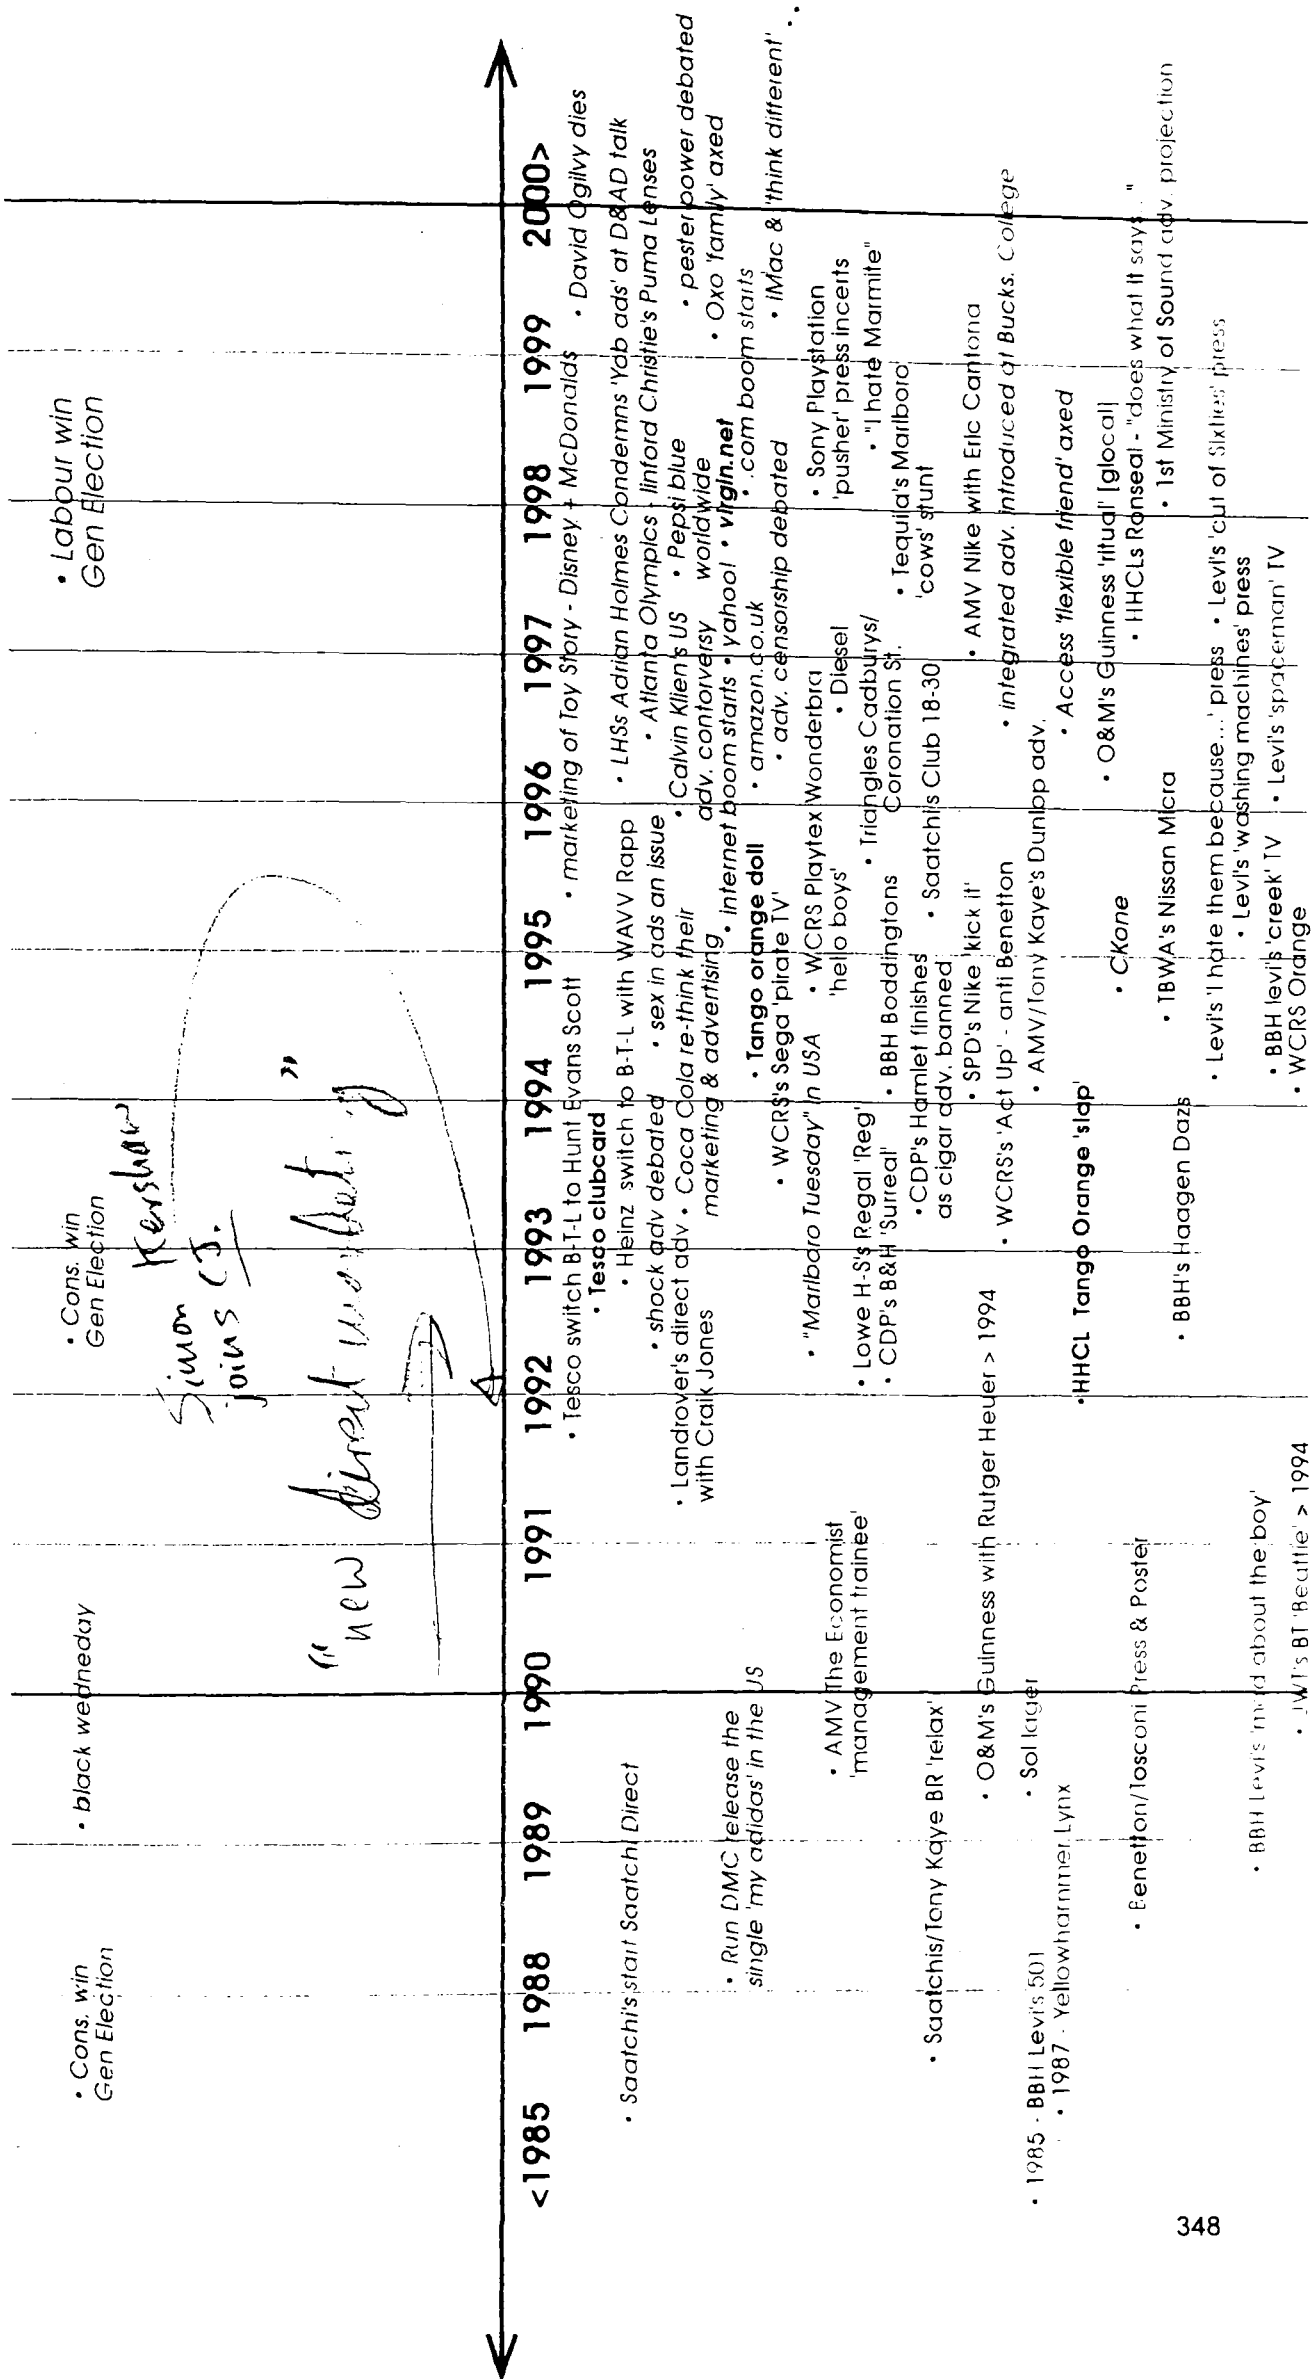 • Cons. win
Gen Election
• black wedneday
• Cons. win
Gen Election
• Labour win
Gen Election
Simon Kershaw
joins CJ.
"new direct marketing"
<1985 1988 1989 1990 1991 1992 1993 1994 1995 1996 1997 1998 1999 2000>
• Tesco switch B-T-L to Hunt Evans Scott
• marketing of Toy Story - Disney + McDonalds
• David Ogilvy dies
• Tesco clubcard
• Saatchi's start Saatchi Direct
• Heinz switch to B-T-L with WAVV Rapp
• LHSs Adrian Holmes Condemns 'Yob ads' at D&AD talk
• shock adv debated
• sex in ads an issue
• Atlanta Olympics - linford Christie's Puma Lenses
• Landrover's direct adv
with Craik Jones
• Coca Cola re-think their
marketing & advertising
• Calvin Klien's US
adv. contorversy
• Pepsi blue
worldwide
• pester power debated
• Oxo 'family' axed
• Run DMC release the
single 'my adidas' in the US
• internet boom starts
• yahoo!
• virgin.net
• Tango orange doll
• amazon.co.uk
• .com boom starts
• WCRS's Sega 'pirate TV'
• adv. censorship debated
• iMac & 'think different' ...
• "Marlboro Tuesday" in USA
• WCRS Playtex Wonderbra
'hello boys'
• Diesel
• Sony Playstation
'pusher' press incerts
• AMV The Economist
'management trainee'
• Lowe H-S's Regal 'Reg'
• CDP's B&H 'Surreal'
• BBH Boddingtons
• Triangles Cadburys/
Coronation St.
• "I hate Marmite"
• Tequila's Marlboro
'cows' stunt
• CDP's Hamlet finishes
as cigar adv. banned
• Saatchis Club 18-30
• Saatchis/Tony Kaye BR 'relax'
• SPD's Nike 'kick it'
• AMV Nike with Eric Cantona
• O&M's Guinness with Rutger Heuer > 1994
• WCRS's 'Act Up' - anti Benetton
• integrated adv. introduced at Bucks. College
• 1985 - BBH Levi's 501
• Sol lager
• AMV/Tony Kaye's Dunlop adv.
• 1987 - Yellowhammer Lynx
• Access 'flexible friend' axed
• HHCL Tango Orange 'slap'
• CKone
• O&M's Guinness 'ritual' [glocal]
• HHCLs Ronseal - "does what it says.."
• Benetton/Tosconi Press & Poster
• TBWA's Nissan Micra
• 1st Ministry of Sound adv. projection
• BBH's Haagen Dazs
• Levi's 'I hate them because...' press
• Levi's 'cut of Sixties' press
• Levi's 'washing machines' press
• BBH Levi's 'mad about the boy'
• BBH levi's 'creek' TV
• Levi's 'spaceman' TV
• JWT's BT 'Beattie' > 1994
• WCRS Orange
348